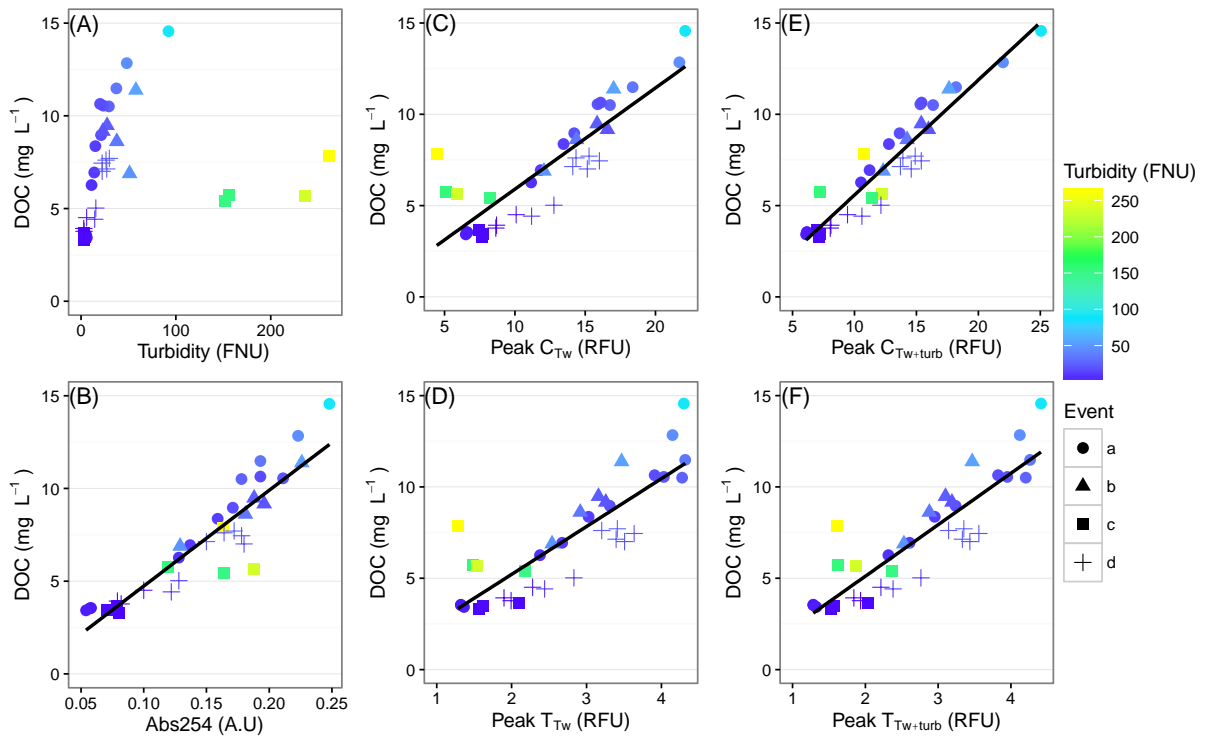 (A)
15
10
5
0
DOC (mg L⁻¹)
0 100 200
Turbidity (FNU)
(C)
15
10
5
0
DOC (mg L⁻¹)
5 10 15 20
Peak C_Tw (RFU)
(E)
15
10
5
0
DOC (mg L⁻¹)
5 10 15 20 25
Peak C_Tw+turb (RFU)
(B)
15
10
5
0
DOC (mg L⁻¹)
0.05 0.10 0.15 0.20 0.25
Abs254 (A.U)
(D)
15
10
5
0
DOC (mg L⁻¹)
1 2 3 4
Peak T_Tw (RFU)
(F)
15
10
5
0
DOC (mg L⁻¹)
1 2 3 4
Peak T_Tw+turb (RFU)
Turbidity (FNU)
250
200
150
100
50
Event
a
b
c
d